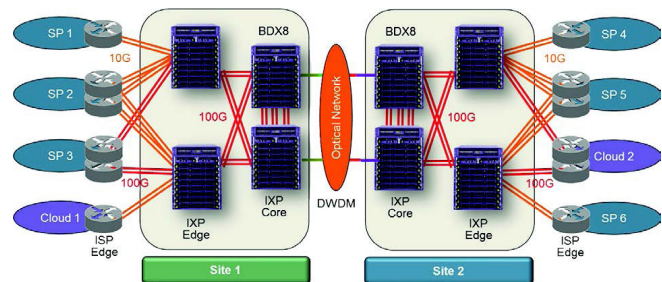 SP 1
SP 2
SP 3
Cloud 1
10G
100G
ISP
Edge
BDX8
100G
IXP
Edge
IXP
Core
Site 1
Optical Network
DWDM
BDX8
100G
IXP
Core
IXP
Edge
Site 2
10G
100G
SP 4
SP 5
Cloud 2
SP 6
ISP
Edge